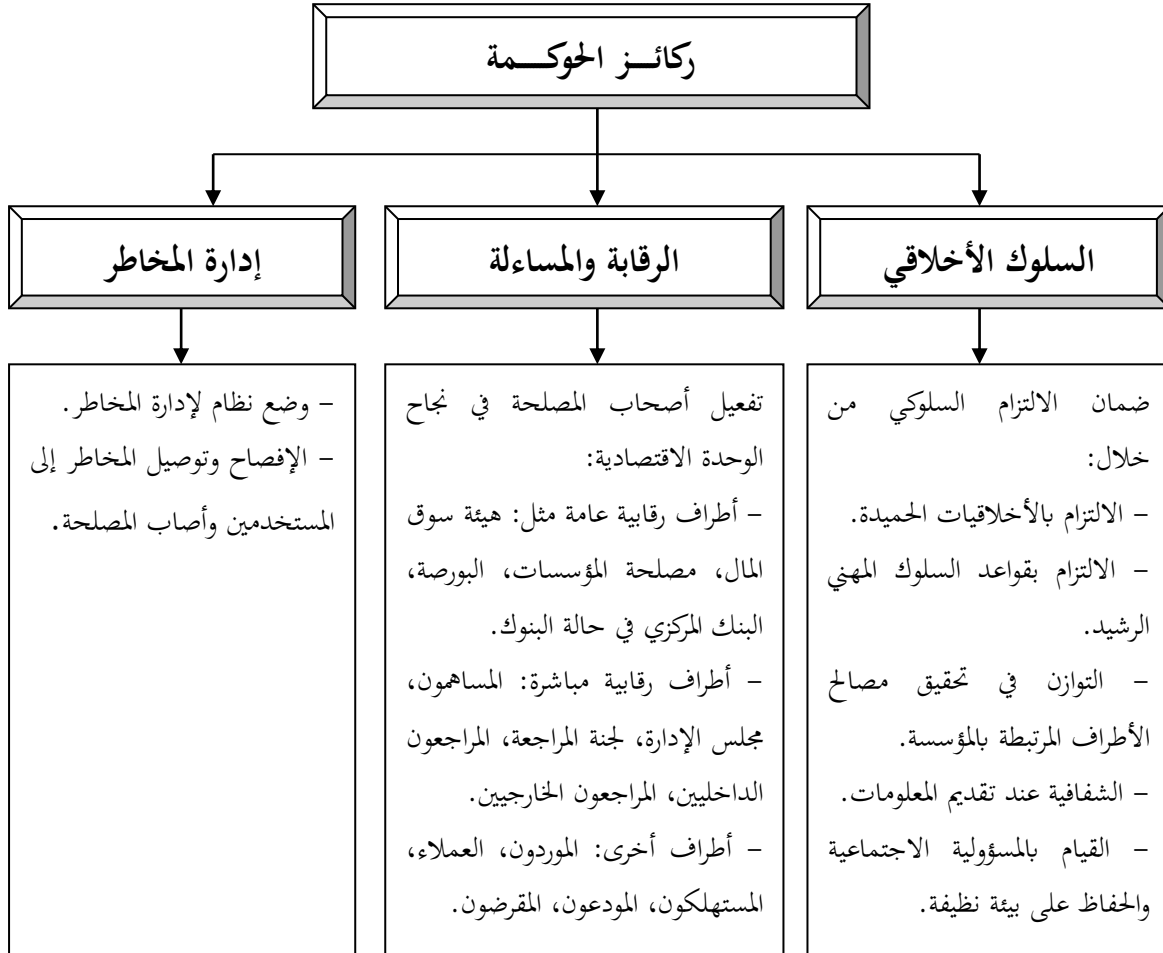 ركائــز الحوكــمة
السلوك الأخلاقي
الرقابة والمساءلة
إدارة المخاطر
ضمان الالتزام السلوكي من
خلال:
– الالتزام بالأخلاقيات الحميدة.
– الالتزام بقواعد السلوك المهني
الرشيد.
– التوازن في تحقيق مصالح
الأطراف المرتبطة بالمؤسسة.
– الشفافية عند تقديم المعلومات.
– القيام بالمسؤولية الاجتماعية
والحفاظ على بيئة نظيفة.
تفعيل أصحاب المصلحة في نجاح
الوحدة الاقتصادية:
– أطراف رقابية عامة مثل: هيئة سوق
المال، مصلحة المؤسسات، البورصة،
البنك المركزي في حالة البنوك.
– أطراف رقابية مباشرة: المساهمون،
مجلس الإدارة، لجنة المراجعة، المراجعون
الداخليين، المراجعون الخارجيين.
– أطراف أخرى: الموردون، العملاء،
المستهلكون، المودعون، المقرضون.
– وضع نظام لإدارة المخاطر.
– الإفصاح وتوصيل المخاطر إلى
المستخدمين وأصاب المصلحة.